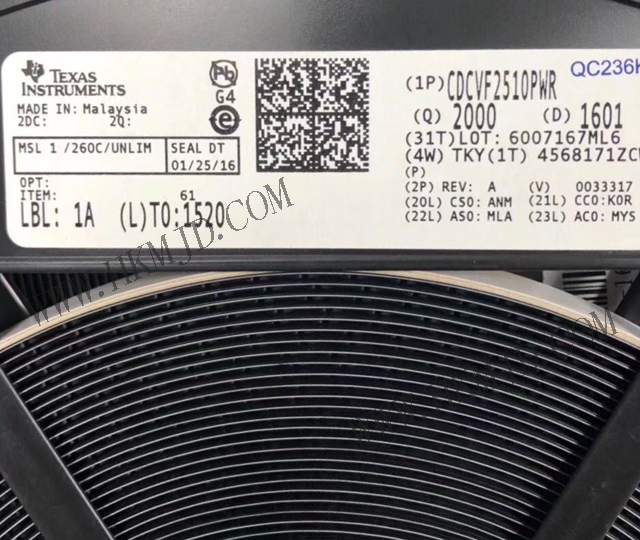 TEXAS
INSTRUMENTS
MADE IN: Malaysia
2DC: 2Q:
MSL 1 /260C/UNLIM
SEAL DT
01/25/16
OPT:
ITEM: 61
LBL: 1A (L)TO:1520
Pb
G4
e
QC236
(1P) CDCVF2510PWR
(Q) 2000 (D) 1601
(31T)LOT: 6007167ML6
(4W) TKY(1T) 4568171ZC
(P)
(2P) REV: A (V) 0033317
(20L) CSO: ANM (21L) CCO:KOR
(22L) ASO: MLA (23L) ACO: MYS
WWW.HKMJD.COM